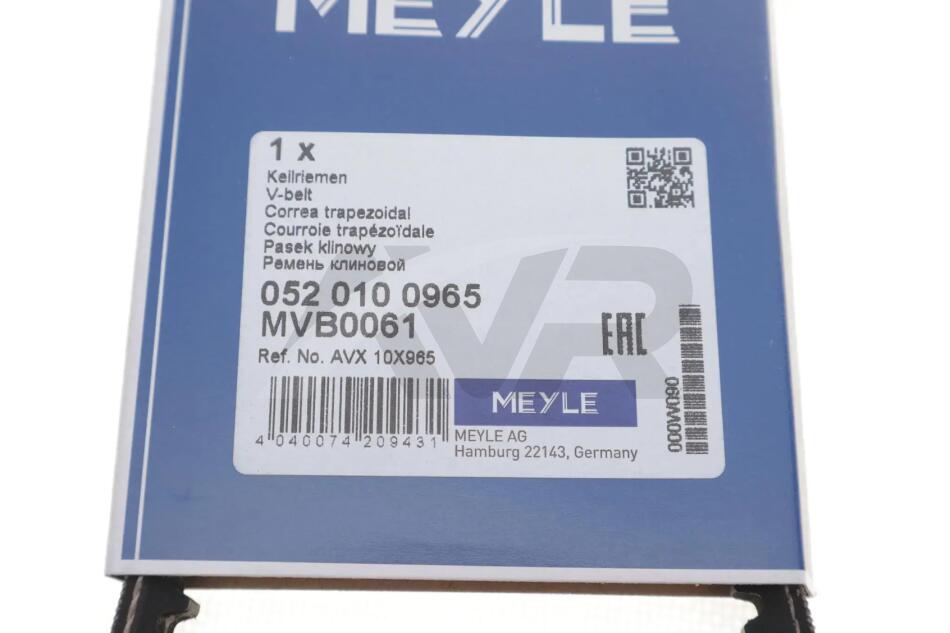 MEYLE
1 x
Keilriemen
V-belt
Correa trapezoidal
Courroie trapézoïdale
Pasek klinowy
Ремень клиновой
052 010 0965
MVB0061
Ref. No. AVX 10X965
EAC
000W090
4 040074 209431
MEYLE
MEYLE AG
Hamburg 22143, Germany
AVR